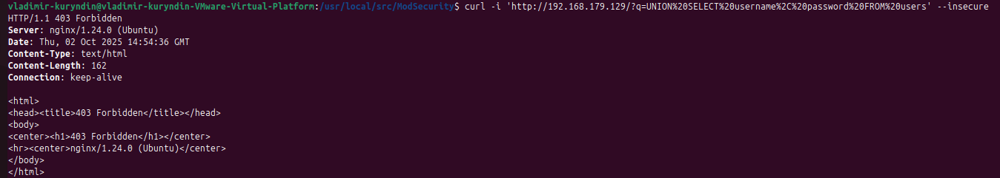 vladimir-kuryndin@vladimir-kuryndin-VMware-Virtual-Platform:/usr/local/src/ModSecurity$ curl -i 'http://192.168.179.129/?q=UNION%20SELECT%20username%2C%20password%20FROM%20users' --insecure
HTTP/1.1 403 Forbidden
Server: nginx/1.24.0 (Ubuntu)
Date: Thu, 02 Oct 2025 14:54:36 GMT
Content-Type: text/html
Content-Length: 162
Connection: keep-alive

<html>
<head><title>403 Forbidden</title></head>
<body>
<center><h1>403 Forbidden</h1></center>
<hr><center>nginx/1.24.0 (Ubuntu)</center>
</body>
</html>